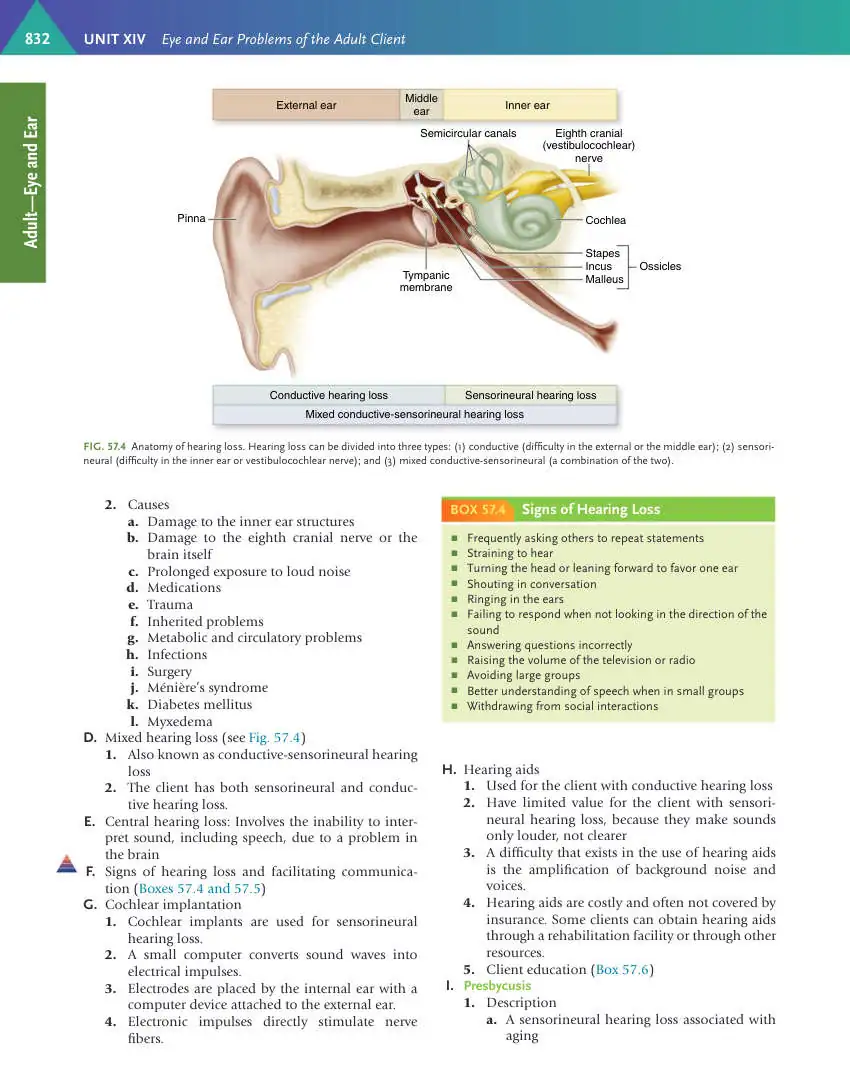 832
UNIT XIV Eye and Ear Problems of the Adult Client
Adult—Eye and Ear
External ear
Middle
ear
Inner ear
Semicircular canals
Eighth cranial
(vestibulocochlear)
nerve
Pinna
Cochlea
Stapes
Incus
Malleus
Ossicles
Tympanic
membrane
Conductive hearing loss
Sensorineural hearing loss
Mixed conductive-sensorineural hearing loss
FIG. 57.4 Anatomy of hearing loss. Hearing loss can be divided into three types: (1) conductive (difficulty in the external or the middle ear); (2) sensori-
neural (difficulty in the inner ear or vestibulocochlear nerve); and (3) mixed conductive-sensorineural (a combination of the two).
2. Causes
a. Damage to the inner ear structures
b. Damage to the eighth cranial nerve or the
brain itself
c. Prolonged exposure to loud noise
d. Medications
e. Trauma
f. Inherited problems
g. Metabolic and circulatory problems
h. Infections
i. Surgery
j. Ménière's syndrome
k. Diabetes mellitus
l. Myxedema
D. Mixed hearing loss (see Fig. 57.4)
1. Also known as conductive-sensorineural hearing
loss
2. The client has both sensorineural and conduc-
tive hearing loss.
E. Central hearing loss: Involves the inability to inter-
pret sound, including speech, due to a problem in
the brain
F. Signs of hearing loss and facilitating communica-
tion (Boxes 57.4 and 57.5)
G. Cochlear implantation
1. Cochlear implants are used for sensorineural
hearing loss.
2. A small computer converts sound waves into
electrical impulses.
3. Electrodes are placed by the internal ear with a
computer device attached to the external ear.
4. Electronic impulses directly stimulate nerve
fibers.
BOX 57.4 Signs of Hearing Loss
■ Frequently asking others to repeat statements
■ Straining to hear
■ Turning the head or leaning forward to favor one ear
■ Shouting in conversation
■ Ringing in the ears
■ Failing to respond when not looking in the direction of the
sound
■ Answering questions incorrectly
■ Raising the volume of the television or radio
■ Avoiding large groups
■ Better understanding of speech when in small groups
■ Withdrawing from social interactions
H. Hearing aids
1. Used for the client with conductive hearing loss
2. Have limited value for the client with sensori-
neural hearing loss, because they make sounds
only louder, not clearer
3. A difficulty that exists in the use of hearing aids
is the amplification of background noise and
voices.
4. Hearing aids are costly and often not covered by
insurance. Some clients can obtain hearing aids
through a rehabilitation facility or through other
resources.
5. Client education (Box 57.6)
I. Presbycusis
1. Description
a. A sensorineural hearing loss associated with
aging